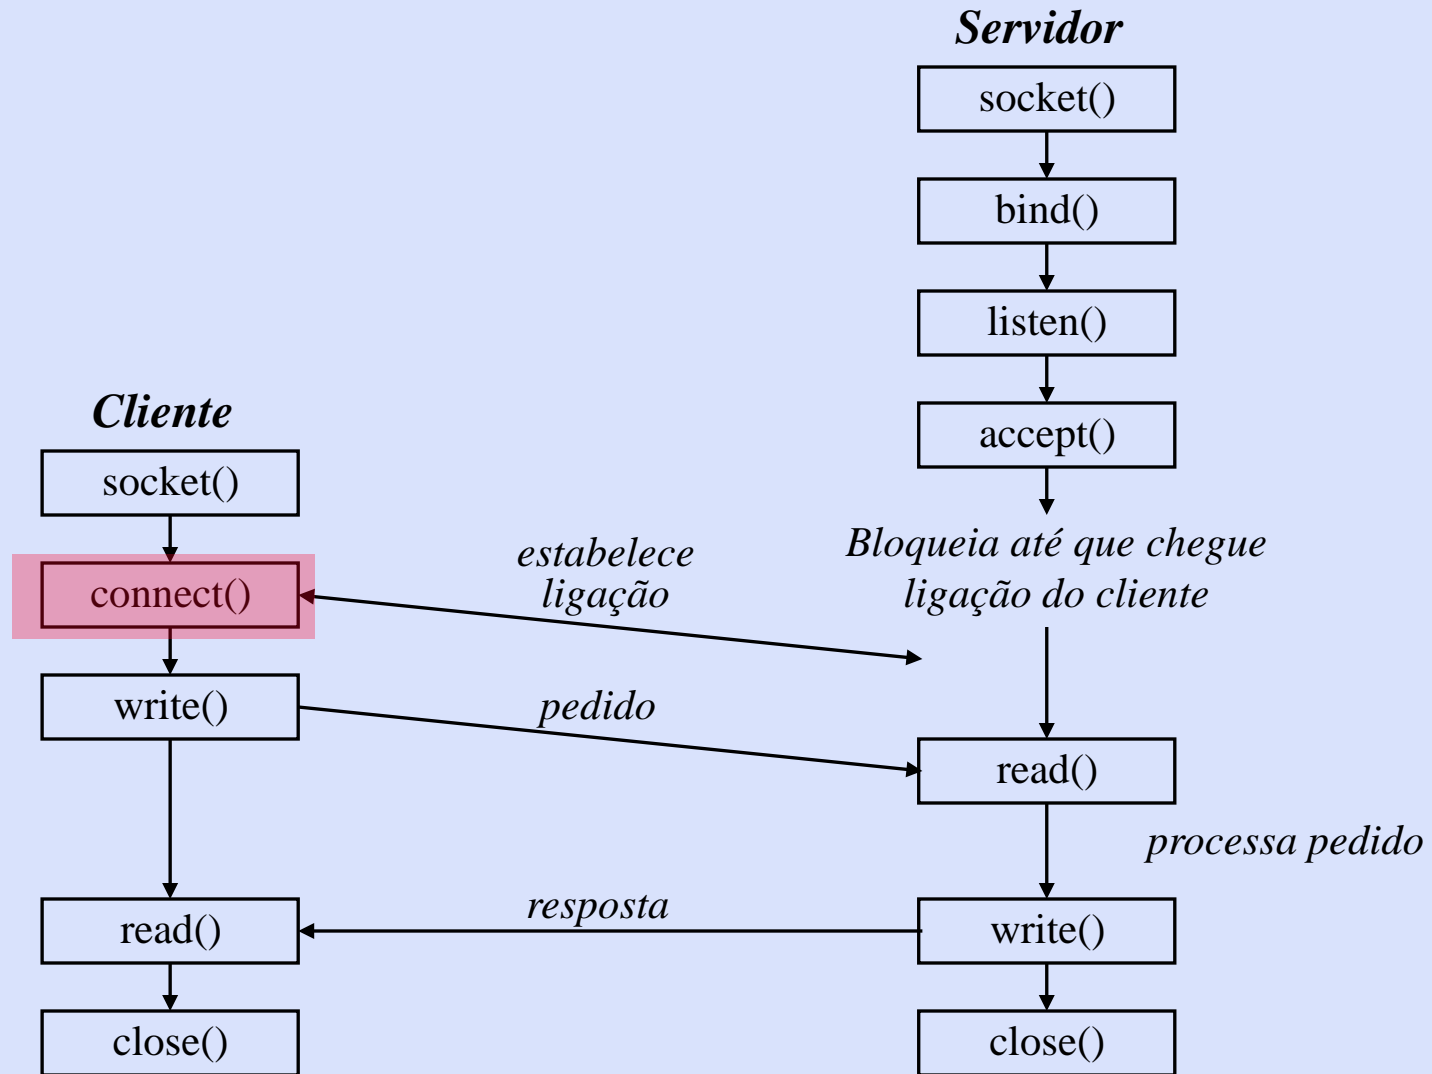 Servidor
socket()
bind()
listen()
accept()
Bloqueia até que chegue
ligação do cliente
Cliente
socket()
connect()
estabelece
ligação
write()
pedido
read()
processa pedido
read()
resposta
write()
close()
close()